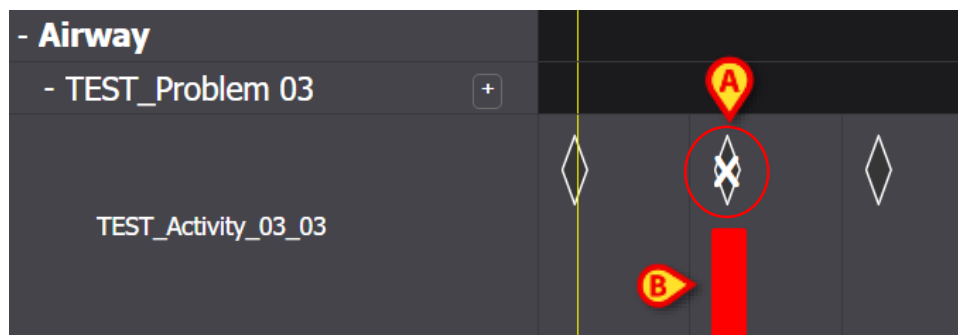 - Airway
- TEST_Problem 03 +
A
X
TEST_Activity_03_03
B